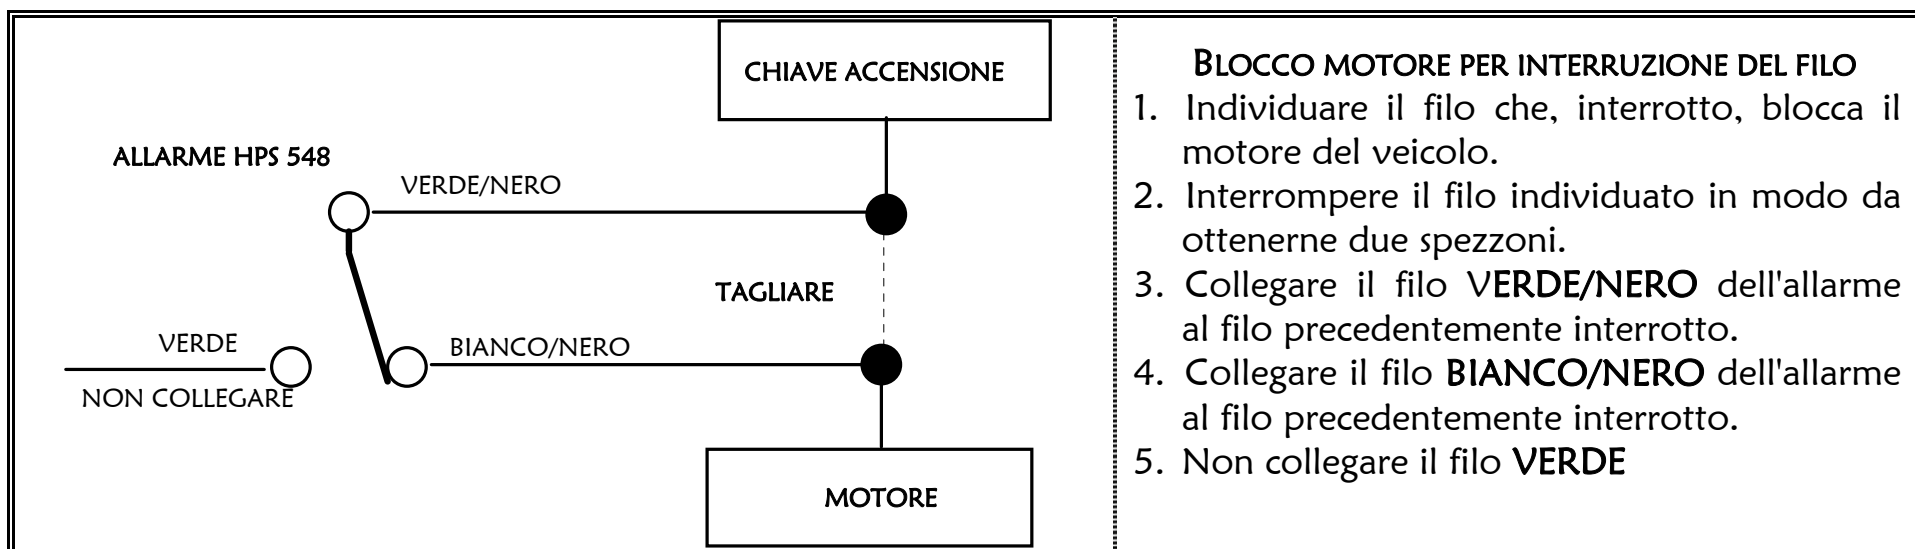 CHIAVE ACCENSIONE
ALLARME HPS 548
VERDE/NERO
TAGLIARE
VERDE
BIANCO/NERO
NON COLLEGARE
MOTORE
BLOCCO MOTORE PER INTERRUZIONE DEL FILO
1. Individuare il filo che, interrotto, blocca il
motore del veicolo.
2. Interrompere il filo individuato in modo da
ottenerne due spezzoni.
3. Collegare il filo VERDE/NERO dell'allarme
al filo precedentemente interrotto.
4. Collegare il filo BIANCO/NERO dell'allarme
al filo precedentemente interrotto.
5. Non collegare il filo VERDE